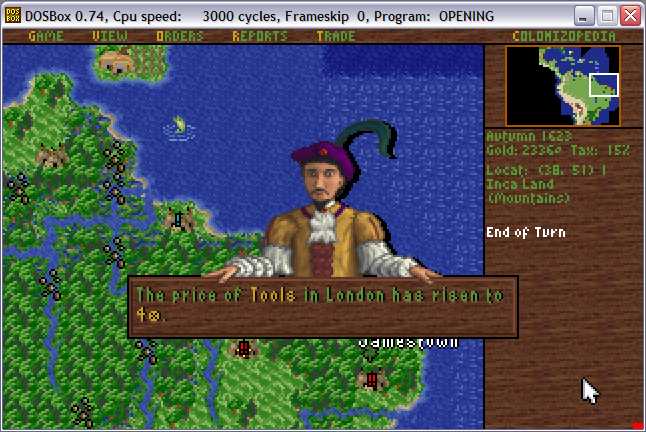 DOSBox 0.74, Cpu speed: 3000 cycles, Frameskip 0, Program: OPENING
GAME VIEW ORDERS REPORTS TRADE COLONIZOPEDIA
Autumn 1623
Gold: 2336¢ Tax: 15%
Locat: (38, 51) 1
Inca Land
(Mountains)
End of Turn
The price of Tools in London has risen to
4¢.
Jamestown